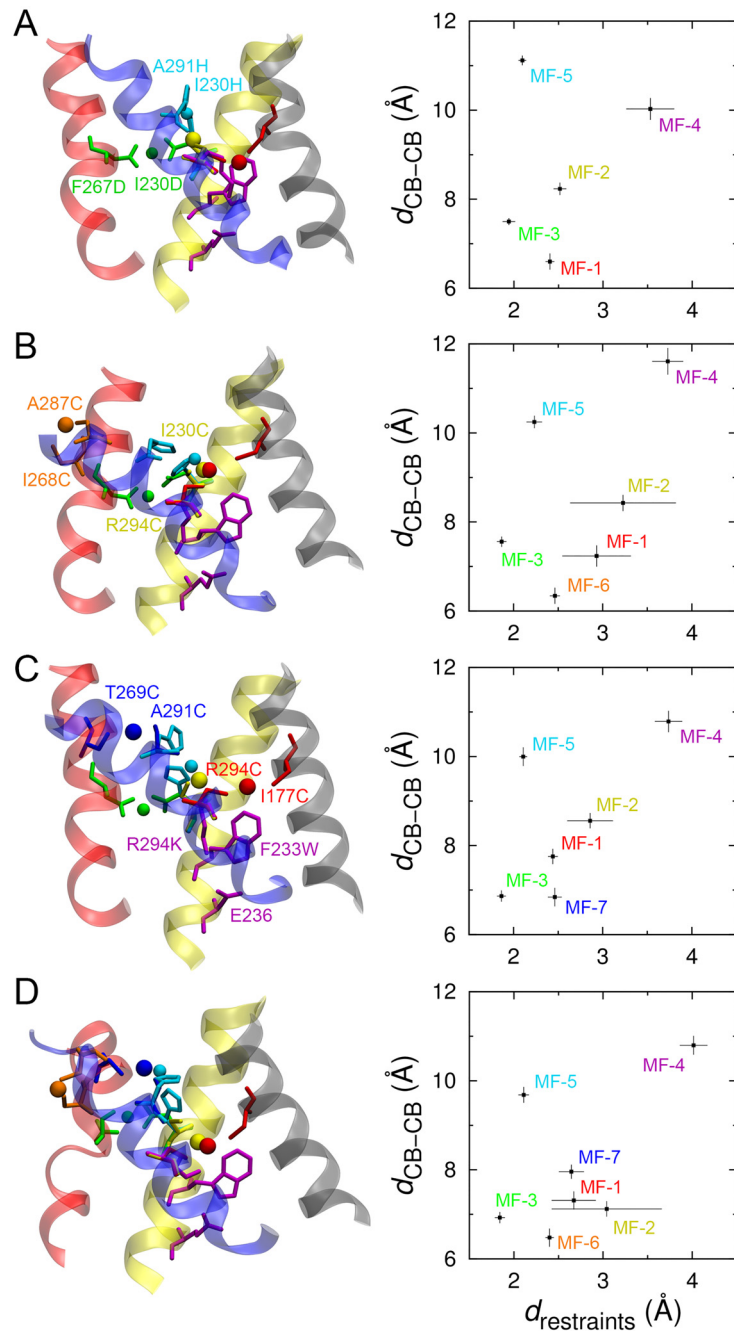 A
A291H
I230H
F267D
I230D
12
10
8
6
2
3
4
dCB–CB (Å)
MF-5
MF-4
MF-2
MF-3
MF-1
B
A287C
I230C
I268C
R294C
12
10
8
6
2
3
4
dCB–CB (Å)
MF-4
MF-5
MF-2
MF-3
MF-1
MF-6
C
T269C
A291C
R294C
I177C
R294K
F233W
E236
12
10
8
6
2
3
4
dCB–CB (Å)
MF-4
MF-5
MF-2
MF-1
MF-3
MF-7
D
12
10
8
6
2
3
4
dCB–CB (Å)
MF-4
MF-5
MF-7
MF-3
MF-1
MF-2
MF-6
drestraints (Å)